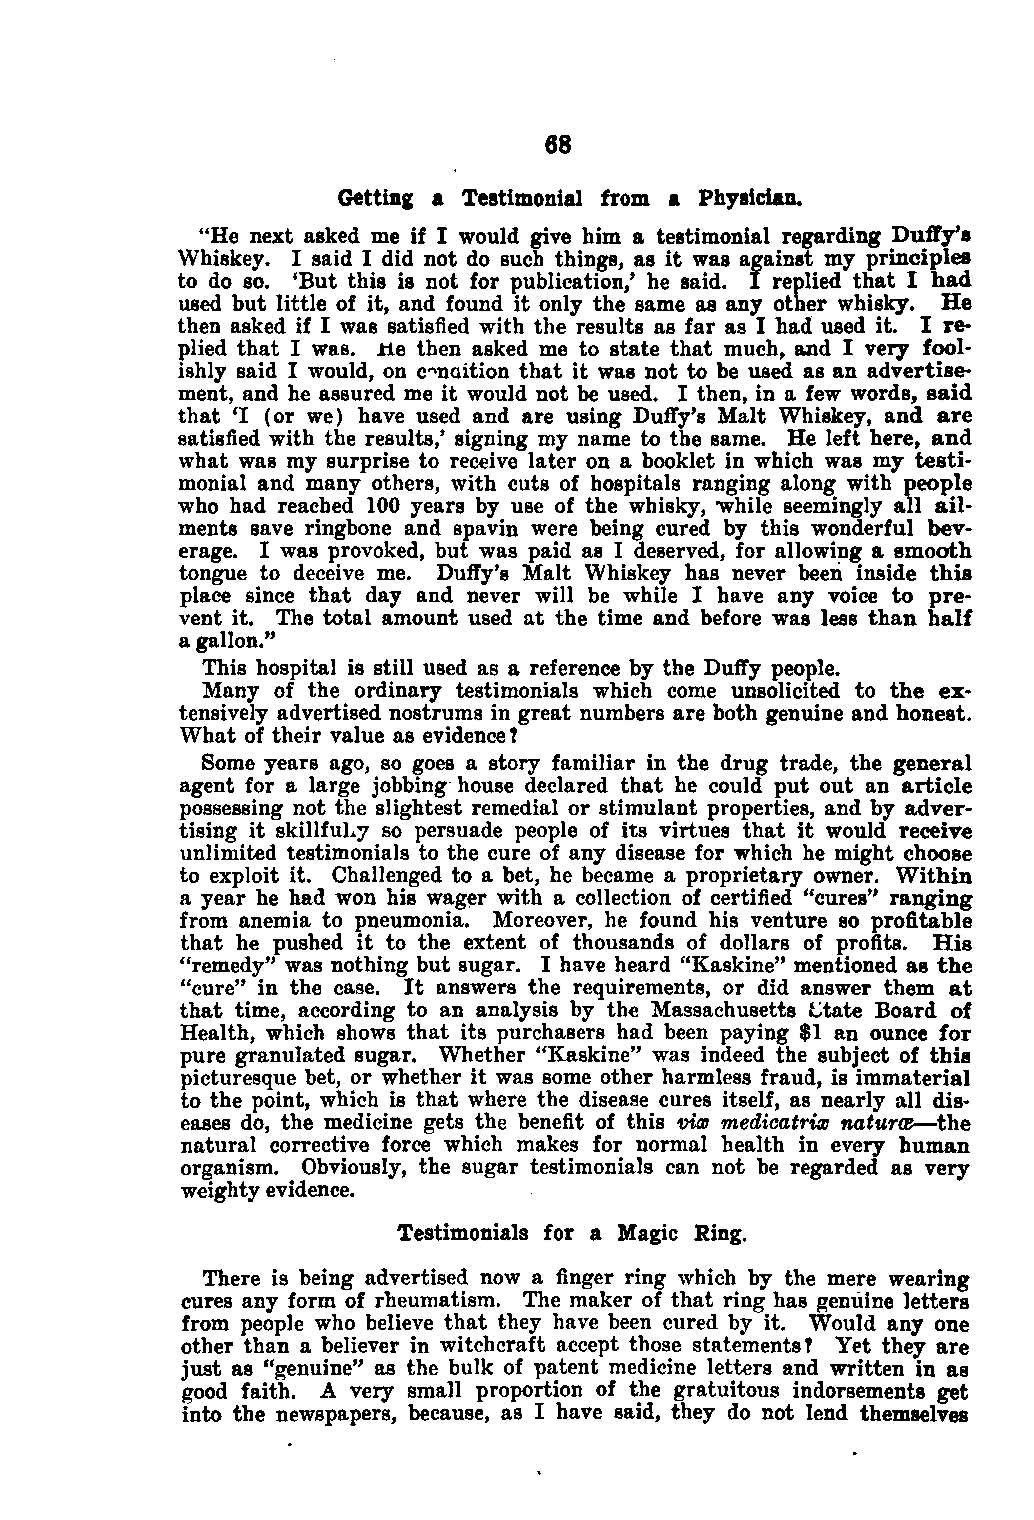 68
Getting a Testimonial from a Physician.
“He next asked me if I would give him a testimonial regarding Duffy’s
Whiskey. I said I did not do such things, as it was against my principles
to do so. ‘But this is not for publication,’ he said. I replied that I had
used but little of it, and found it only the same as any other whisky. He
then asked if I was satisfied with the results as far as I had used it. I re-
plied that I was. He then asked me to state that much, and I very fool-
ishly said I would, on condition that it was not to be used as an advertise-
ment, and he assured me it would not be used. I then, in a few words, said
that ‘I (or we) have used and are using Duffy’s Malt Whiskey, and are
satisfied with the results,’ signing my name to the same. He left here, and
what was my surprise to receive later on a booklet in which was my testi-
monial and many others, with cuts of hospitals ranging along with people
who had reached 100 years by use of the whisky, while seemingly all ail-
ments save ringbone and spavin were being cured by this wonderful bev-
erage. I was provoked, but was paid as I deserved, for allowing a smooth
tongue to deceive me. Duffy’s Malt Whiskey has never been inside this
place since that day and never will be while I have any voice to pre-
vent it. The total amount used at the time and before was less than half
a gallon.”
This hospital is still used as a reference by the Duffy people.
Many of the ordinary testimonials which come unsolicited to the ex-
tensively advertised nostrums in great numbers are both genuine and honest.
What of their value as evidence?
Some years ago, so goes a story familiar in the drug trade, the general
agent for a large jobbing house declared that he could put out an article
possessing not the slightest remedial or stimulant properties, and by adver-
tising it skillfully so persuade people of its virtues that it would receive
unlimited testimonials to the cure of any disease for which he might choose
to exploit it. Challenged to a bet, he became a proprietary owner. Within
a year he had won his wager with a collection of certified “cures” ranging
from anemia to pneumonia. Moreover, he found his venture so profitable
that he pushed it to the extent of thousands of dollars of profits. His
“remedy” was nothing but sugar. I have heard “Kaskine” mentioned as the
“cure” in the case. It answers the requirements, or did answer them at
that time, according to an analysis by the Massachusetts State Board of
Health, which shows that its purchasers had been paying $1 an ounce for
pure granulated sugar. Whether “Kaskine” was indeed the subject of this
picturesque bet, or whether it was some other harmless fraud, is immaterial
to the point, which is that where the disease cures itself, as nearly all dis-
eases do, the medicine gets the benefit of this viæ medicatrix naturæ—the
natural corrective force which makes for normal health in every human
organism. Obviously, the sugar testimonials can not be regarded as very
weighty evidence.
Testimonials for a Magic Ring.
There is being advertised now a finger ring which by the mere wearing
cures any form of rheumatism. The maker of that ring has genuine letters
from people who believe that they have been cured by it. Would any one
other than a believer in witchcraft accept those statements? Yet they are
just as “genuine” as the bulk of patent medicine letters and written in as
good faith. A very small proportion of the gratuitous indorsements get
into the newspapers, because, as I have said, they do not lend themselves